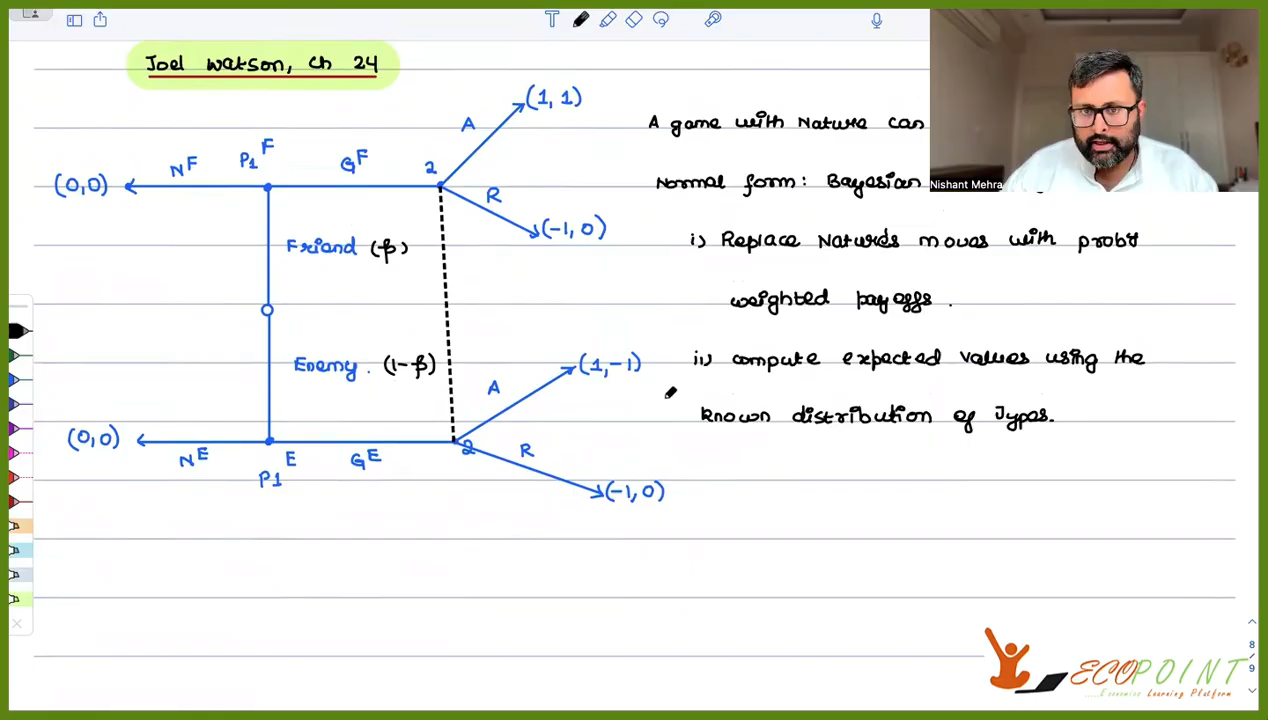 Joel Watson, Ch 24
(1, 1)
A
A game with Nature can
N^F P1^F G^F 2
(0,0)
R
Normal form: Bayesian
Nishant Mehra
(-1, 0)
Friend (p)
i) Replace Nature's moves with prob'y
weighted payoffs.
Enemy. (1-p)
A
(1,-1)
ii) compute expected values using the
known distribution of Types.
(0,0)
N^E P1^E G^E 2
R
(-1, 0)
8
/
9
ECOPOINT
....Economics Learning Platform